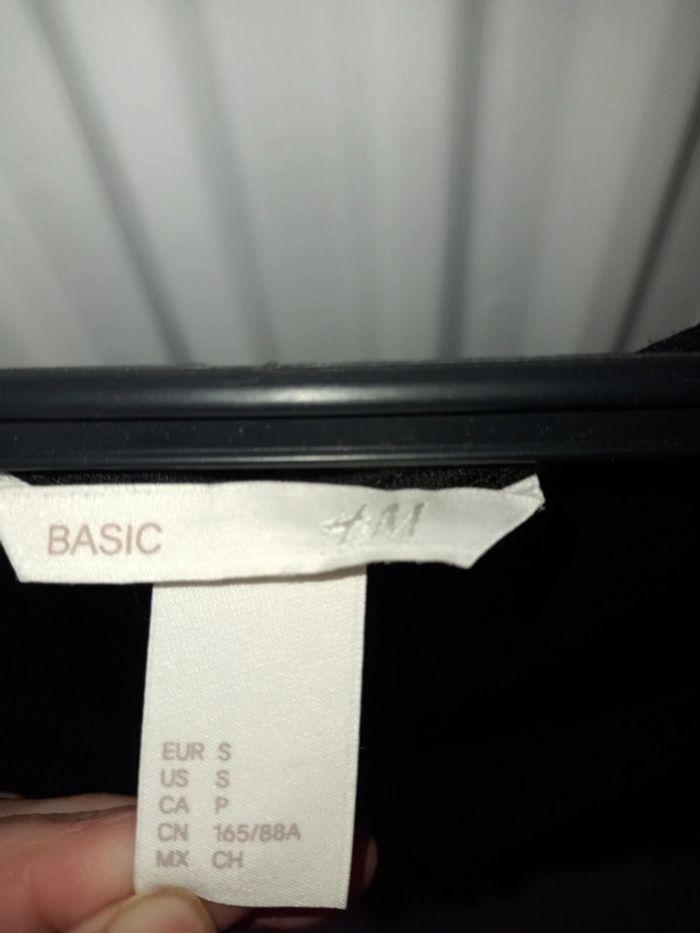 BASIC H&M
EUR S
US S
CA P
CN 165/88A
MX CH